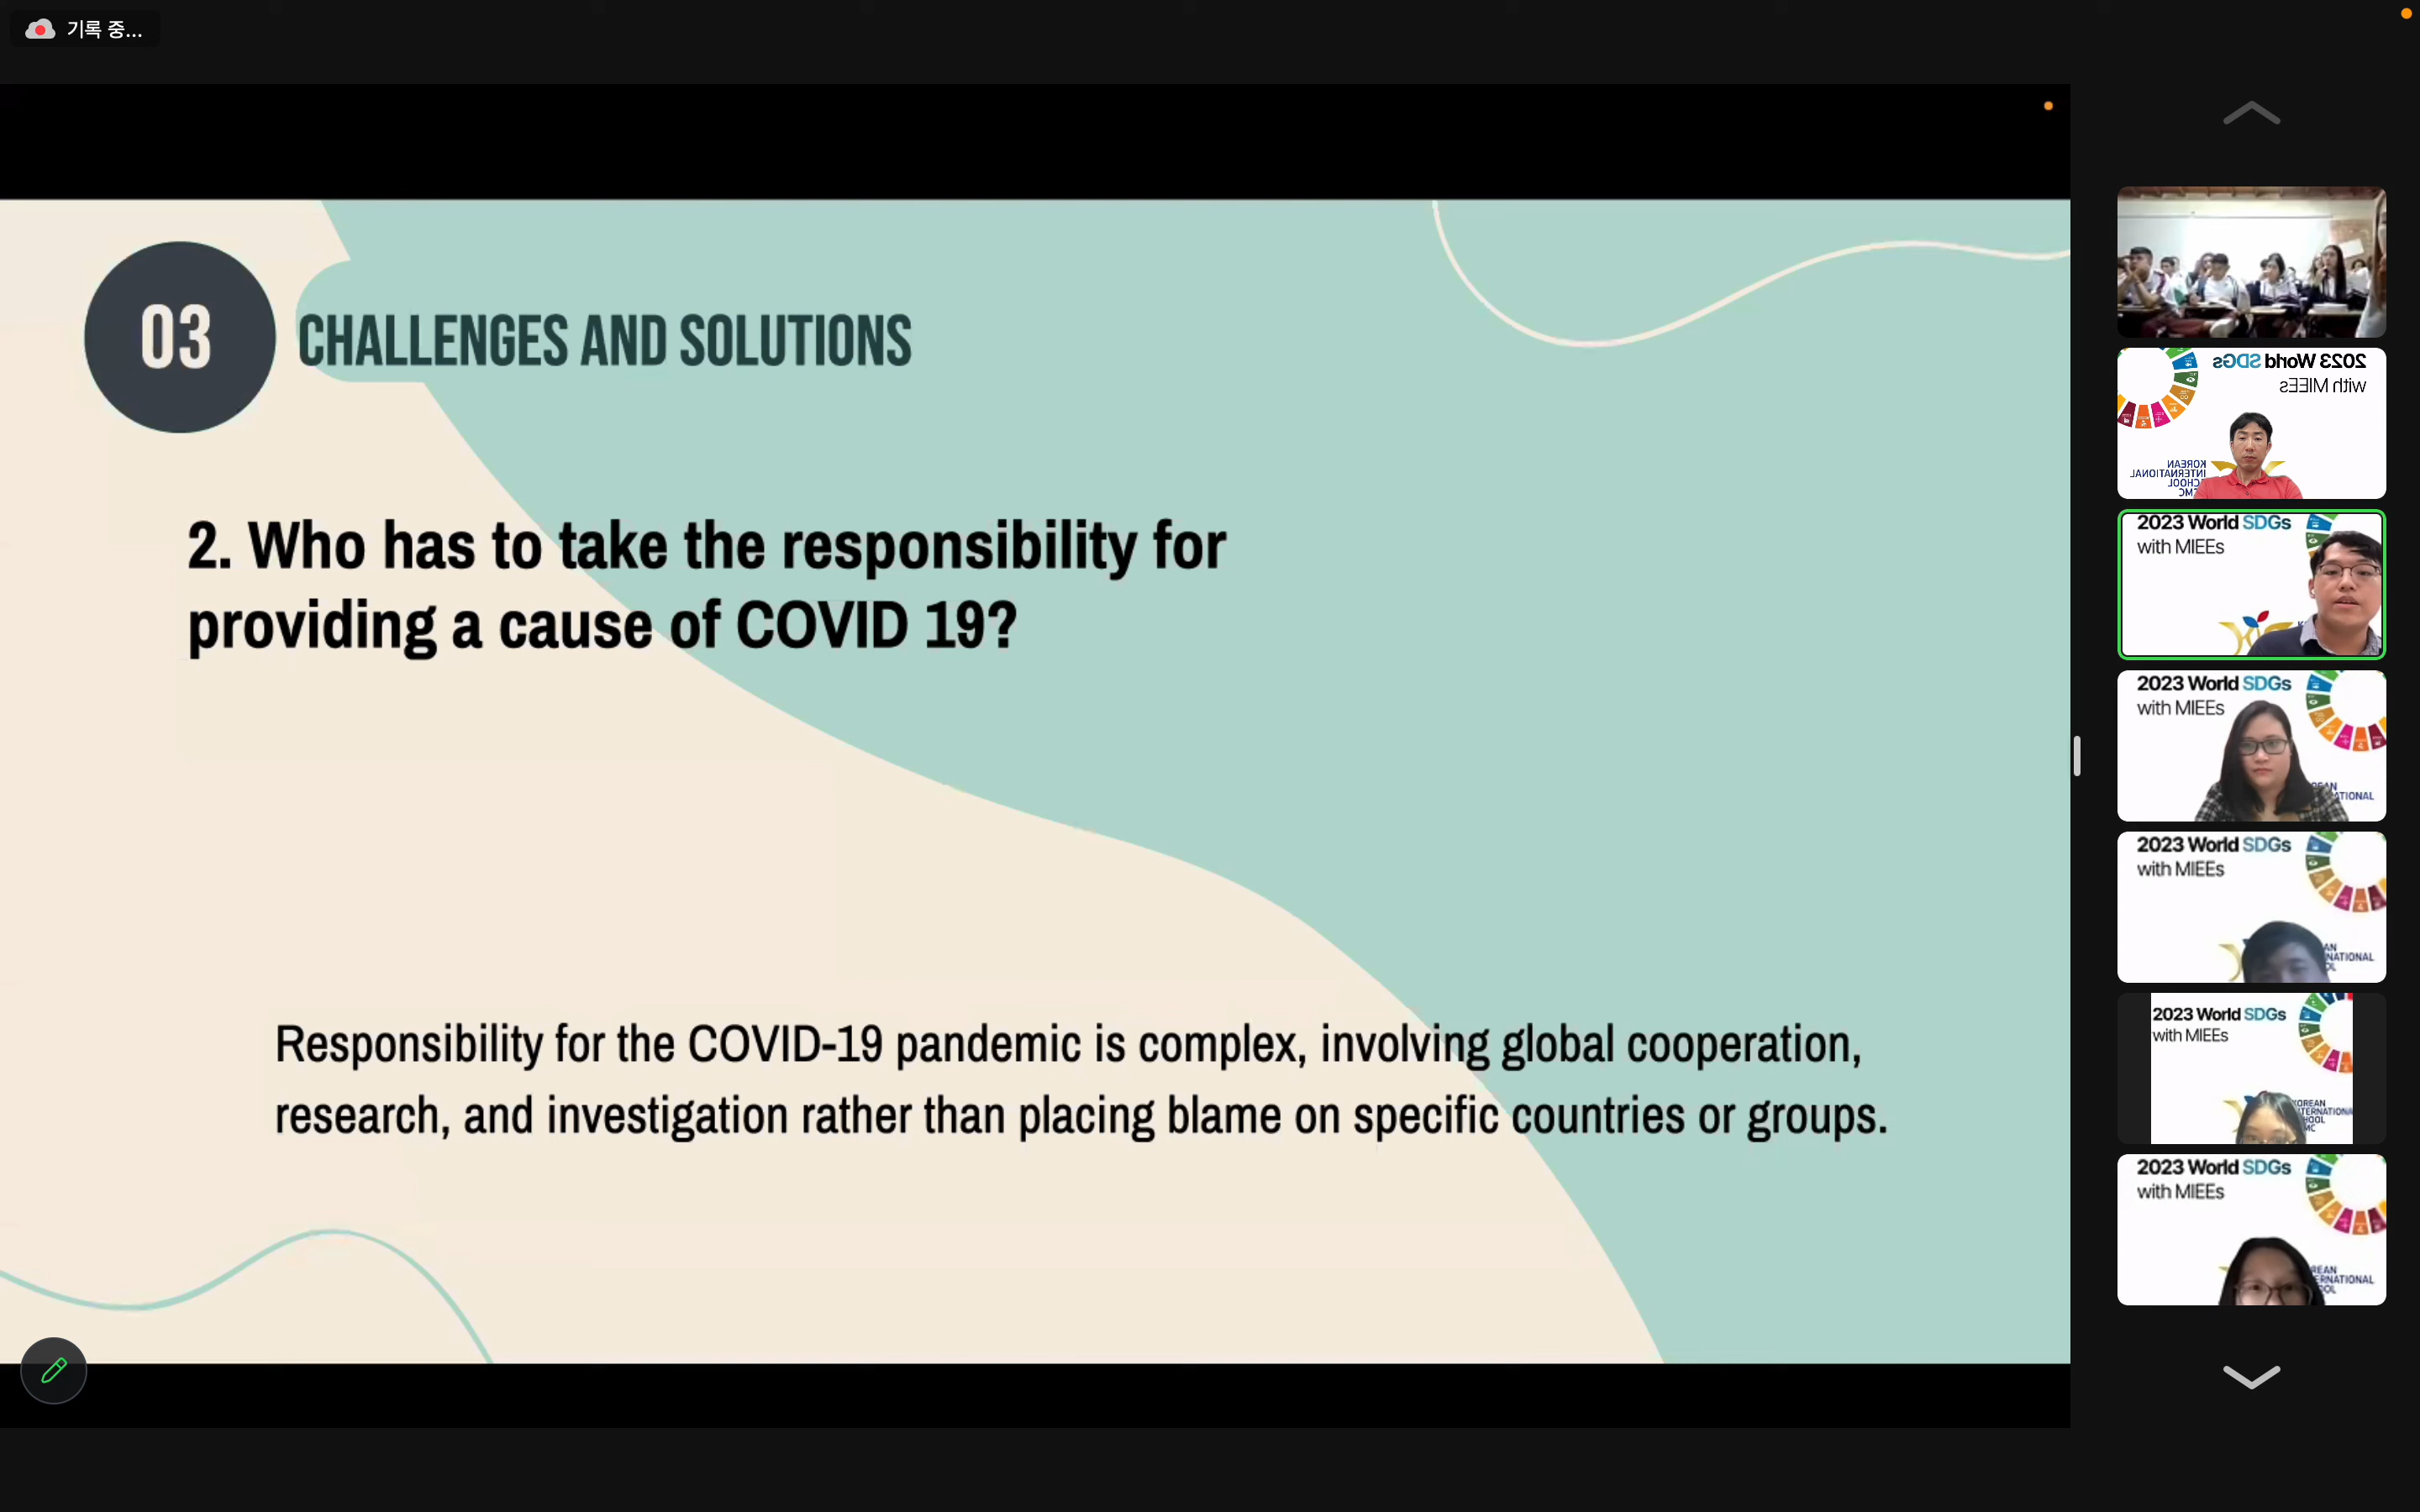 기록 중...
03
CHALLENGES AND SOLUTIONS
2. Who has to take the responsibility for
providing a cause of COVID 19?
Responsibility for the COVID-19 pandemic is complex, involving global cooperation,
research, and investigation rather than placing blame on specific countries or groups.
2023 World SDGs
with MIEEs
KOREAN
INTERNATIONAL
2023 World SDGs
with MIEEs
2023 World SDGs
with MIEEs
2023 World SDGs
with MIEEs
2023 World SDGs
with MIEEs
2023 World SDGs
with MIEEs